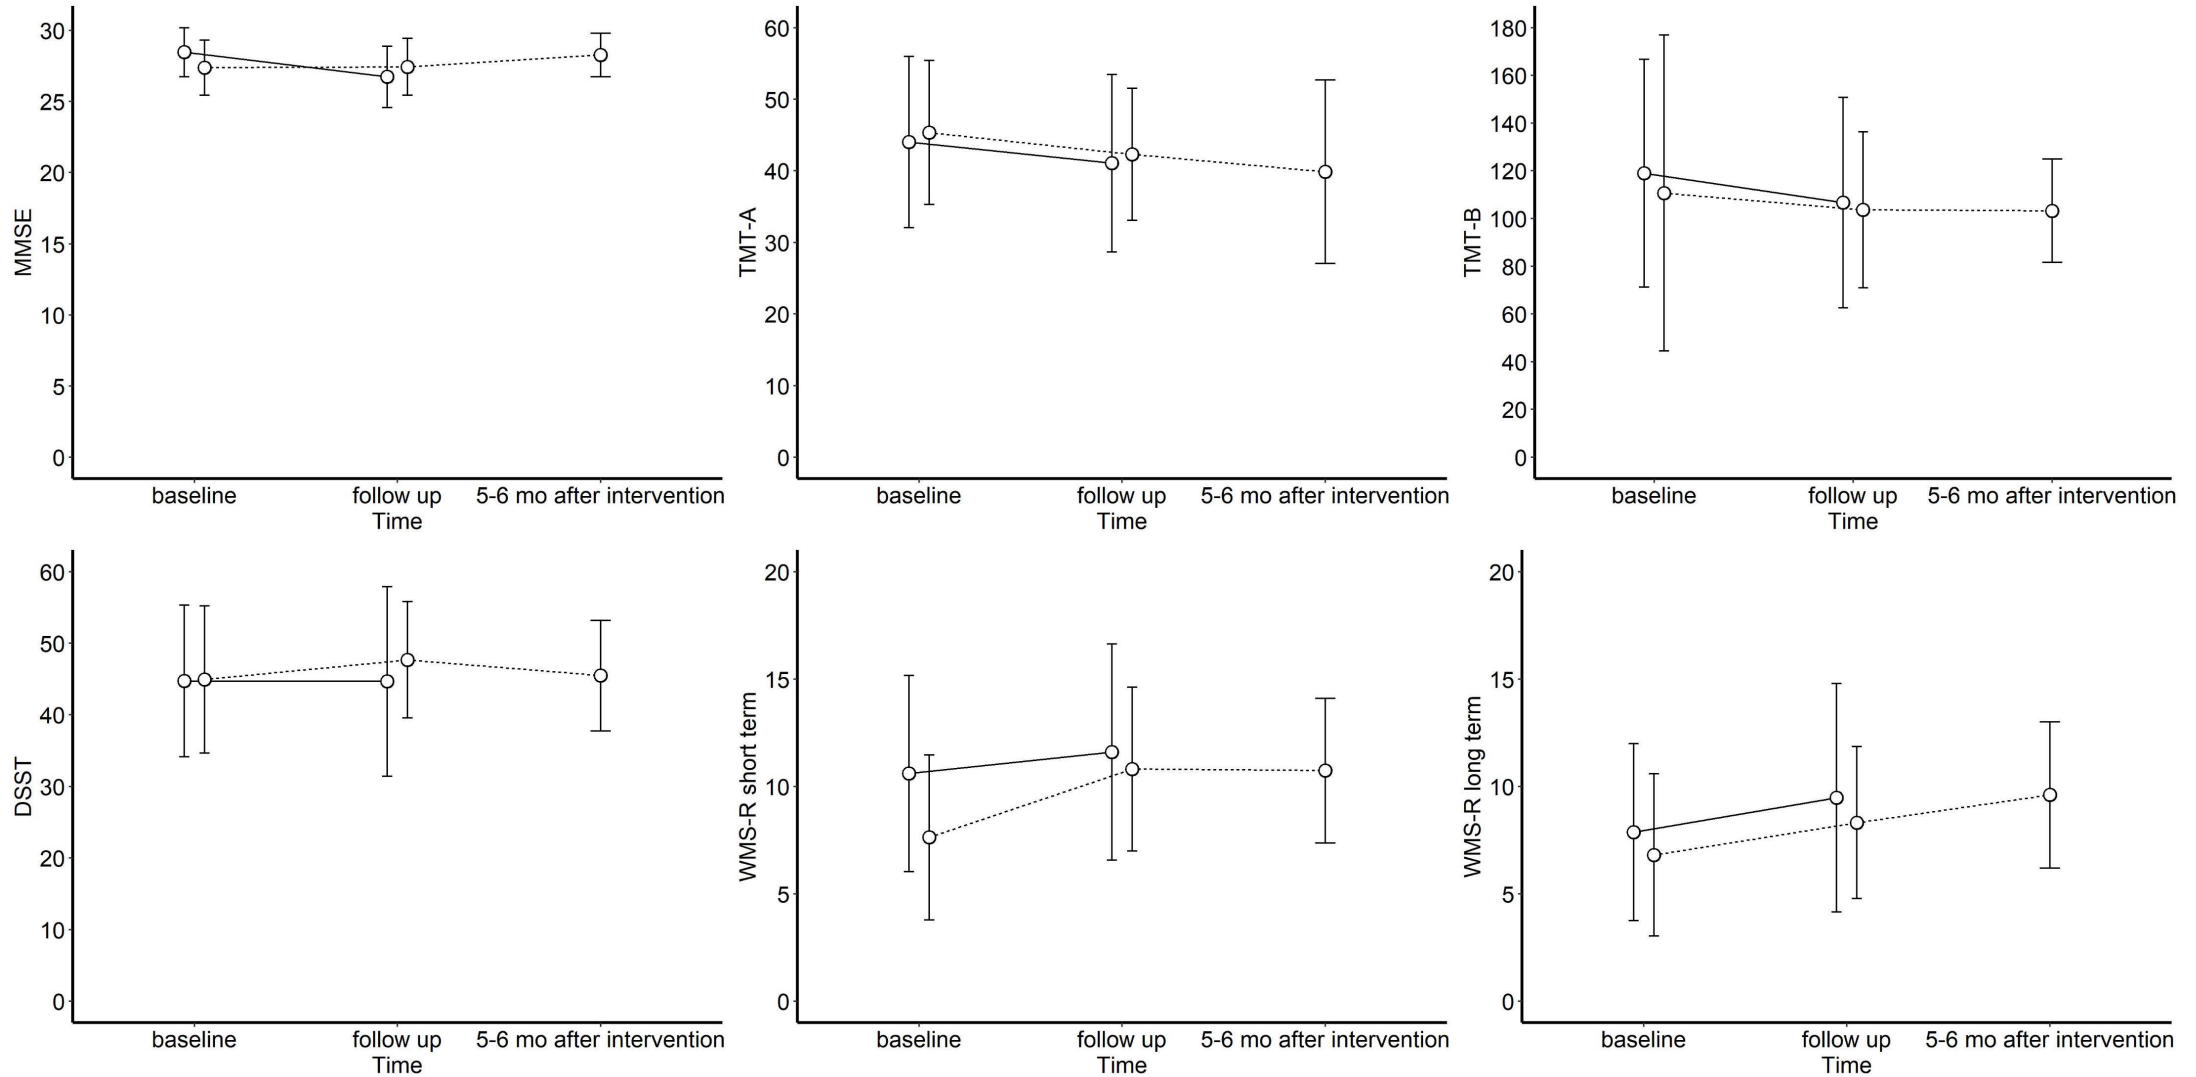 MMSE
30
25
20
15
10
5
0
baseline follow up 5-6 mo after intervention
Time
TMT-A
60
50
40
30
20
10
0
baseline follow up 5-6 mo after intervention
Time
TMT-B
180
160
140
120
100
80
60
40
20
0
baseline follow up 5-6 mo after intervention
Time
DSST
60
50
40
30
20
10
0
baseline follow up 5-6 mo after intervention
Time
WMS-R short term
20
15
10
5
0
baseline follow up 5-6 mo after intervention
Time
WMS-R long term
20
15
10
5
0
baseline follow up 5-6 mo after intervention
Time